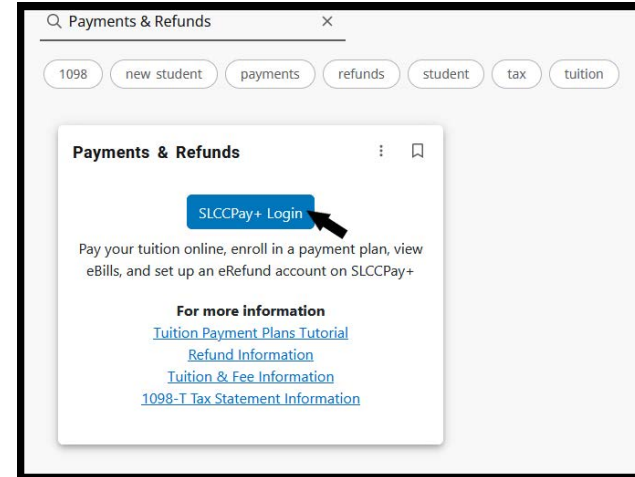 Payments & Refunds
1098 new student payments refunds student tax tuition
Payments & Refunds
SLCCPay+ Login
Pay your tuition online, enroll in a payment plan, view
eBills, and set up an eRefund account on SLCCPay+
For more information
Tuition Payment Plans Tutorial
Refund Information
Tuition & Fee Information
1098-T Tax Statement Information